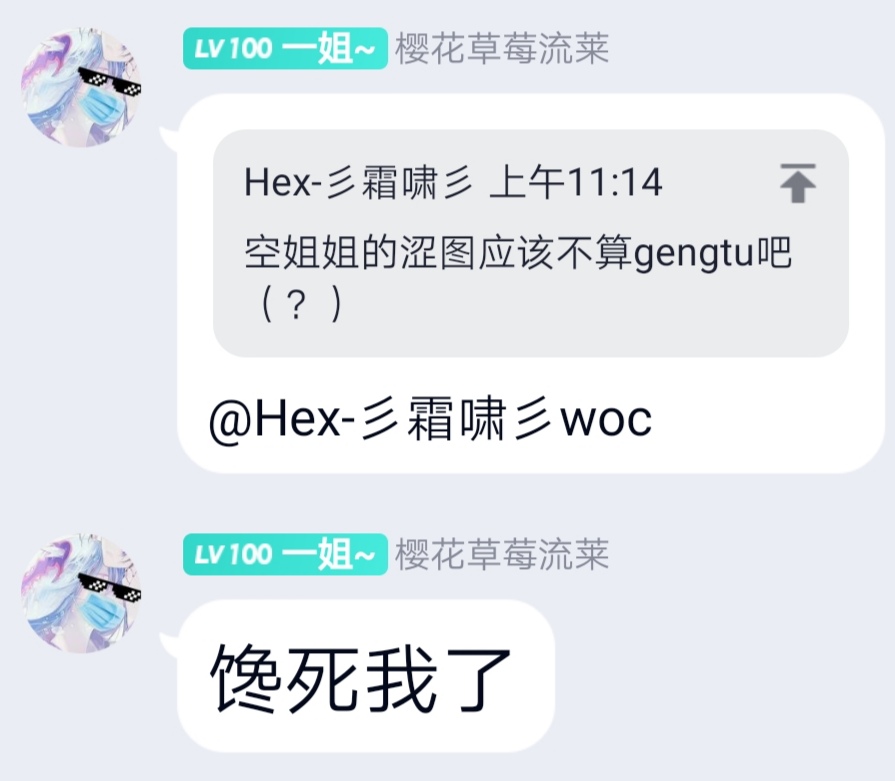 LV100 一姐~ 樱花草莓流莱
Hex-彡霜啸彡 上午11:14
空姐姐的涩图应该不算gengtu吧
（？）
@Hex-彡霜啸彡woc
LV100 一姐~ 樱花草莓流莱
馋死我了